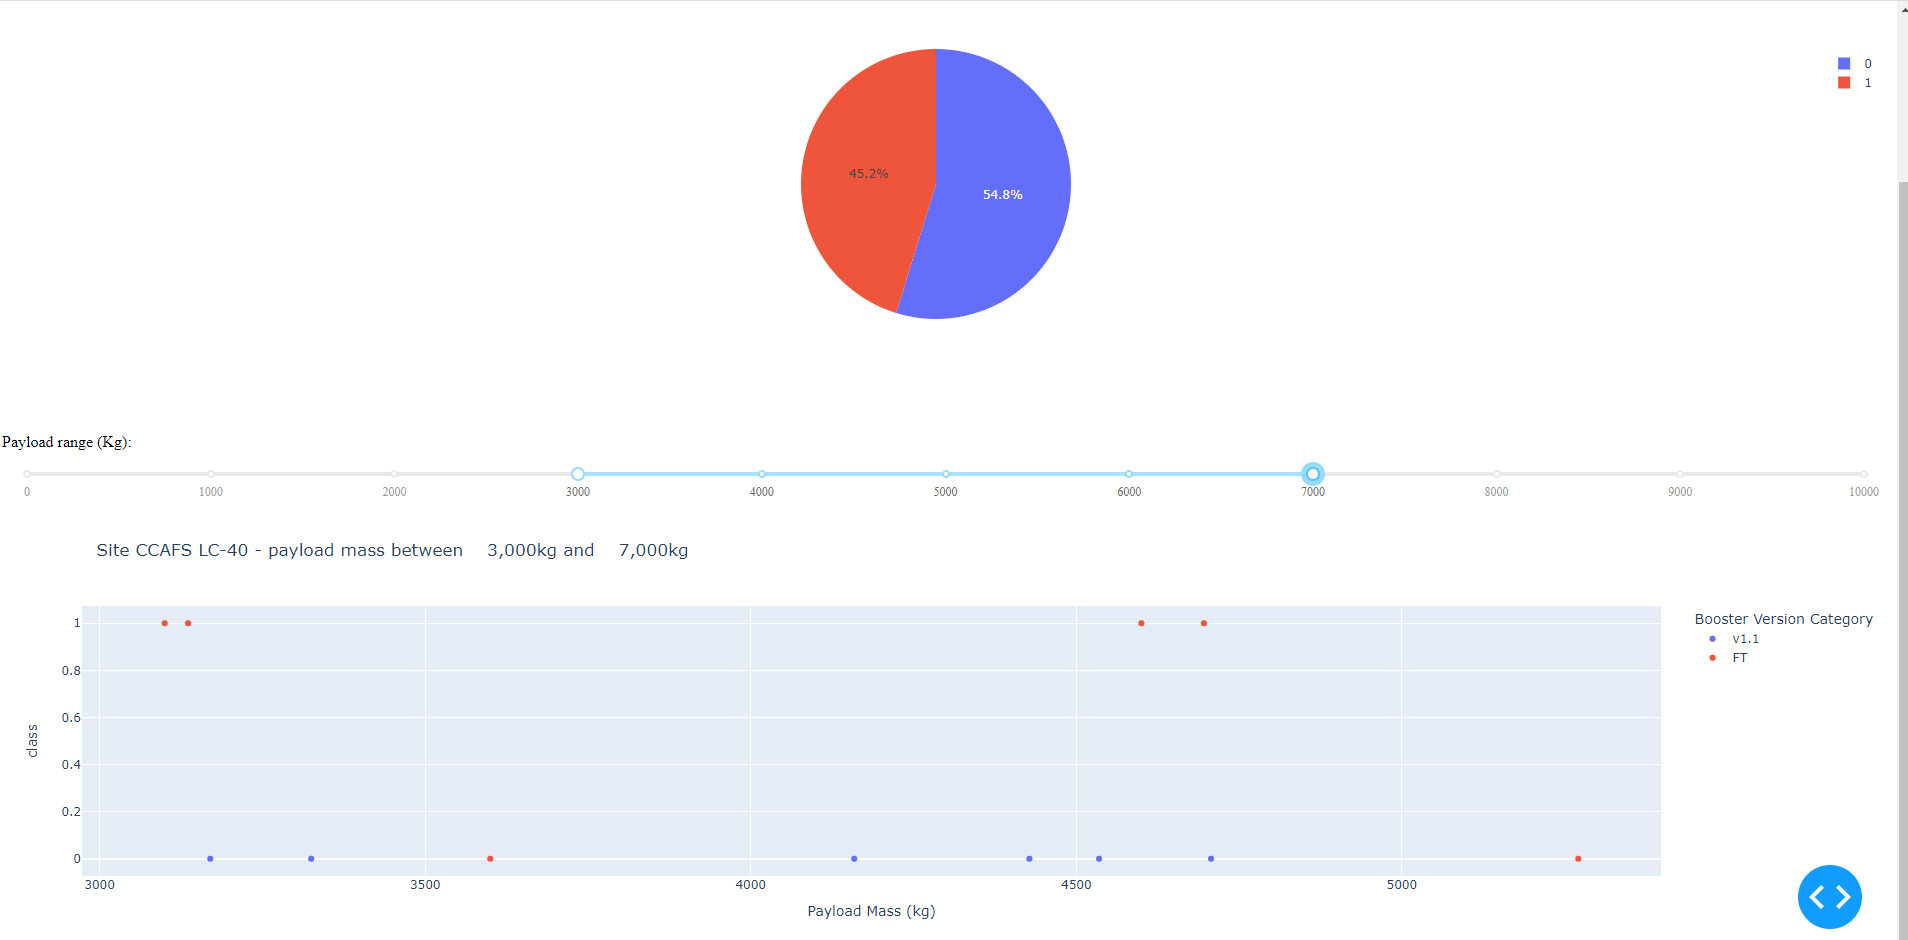 0
1
45.2%
54.8%
Payload range (Kg):
0 1000 2000 3000 4000 5000 6000 7000 8000 9000 10000
Site CCAFS LC-40 - payload mass between 3,000kg and 7,000kg
Booster Version Category
v1.1
FT
1
0.8
0.6
0.4
0.2
0
class
3000 3500 4000 4500 5000
Payload Mass (kg)